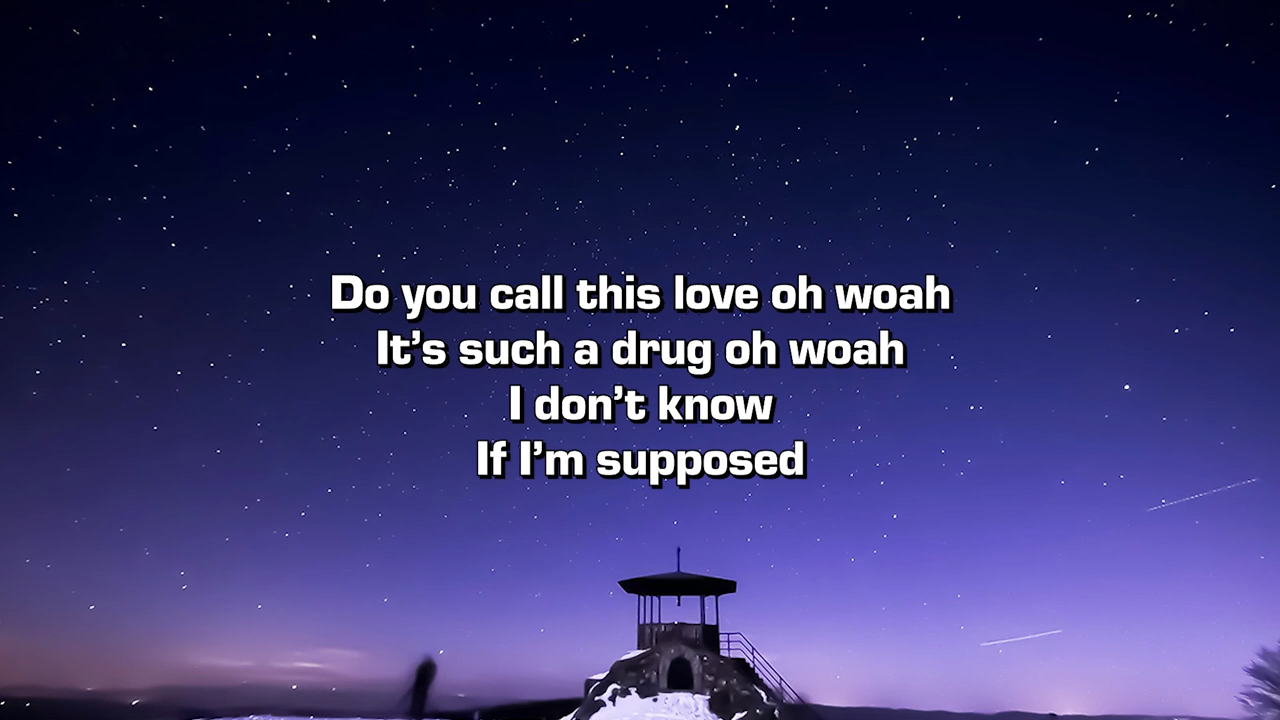 Do you call this love oh woah
It’s such a drug oh woah
I don’t know
If I’m supposed